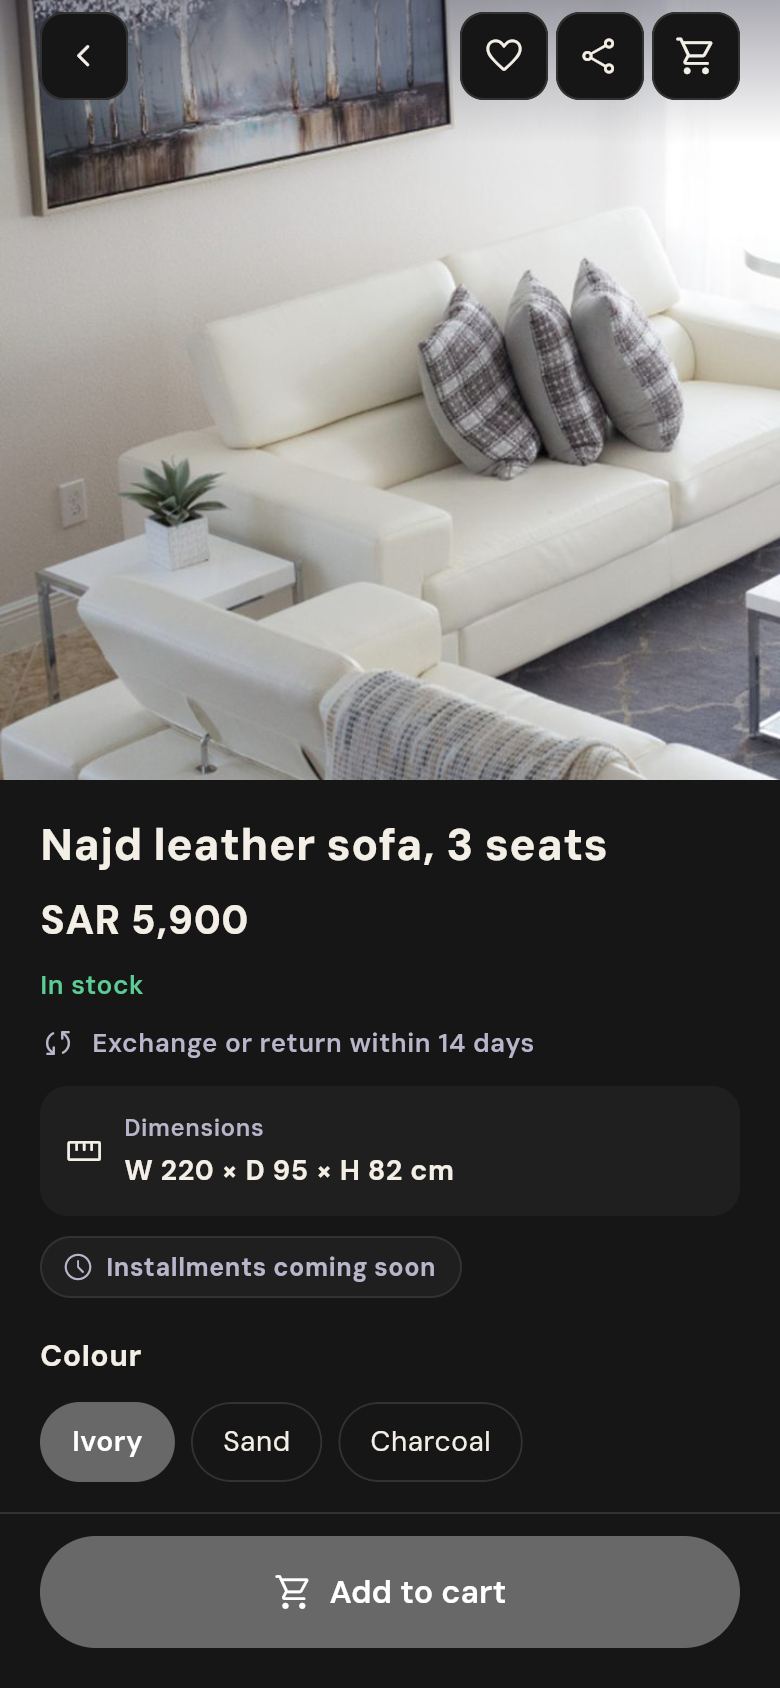 Najd leather sofa, 3 seats
SAR 5,900
In stock
Exchange or return within 14 days
Dimensions
W 220 × D 95 × H 82 cm
Installments coming soon
Colour
Ivory
Sand
Charcoal
Add to cart